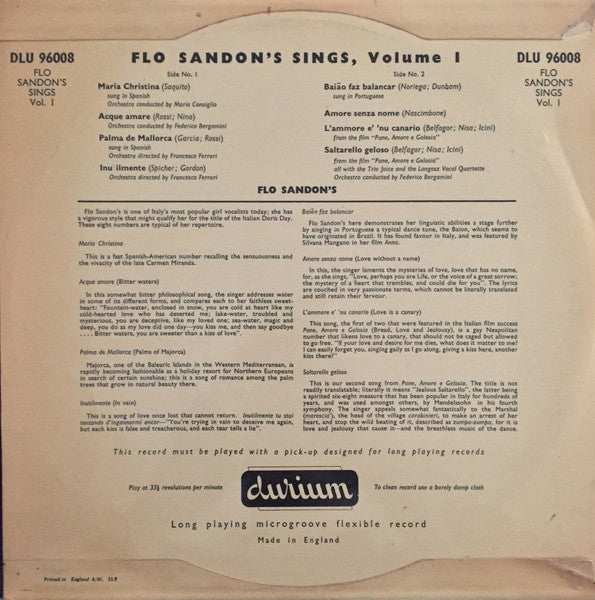 DLU 96008
FLO
SANDON'S
SINGS
Vol. 1
FLO SANDON'S SINGS, Volume 1
DLU 96008
FLO
SANDON'S
SINGS
Vol. 1
Side No. 1
Maria Christina (Saquito)
sung in Spanish
Orchestra conducted by Mario Consiglio
Acque amare (Rossi; Nino)
Orchestra conducted by Federico Bergamini
Palma de Mallorca (Garcia; Rossi)
sung in Spanish
Orchestra directed by Francesco Ferrari
Inu ilmente (Spicher; Gordon)
Orchestra directed by Francesco Ferrari
Side No. 2
Baião faz balancar (Noriega; Dunbam)
sung in Portuguese
Amore senza nome (Nascimbone)
L'ammore e' 'nu canario (Belfagor; Nisa; Icini)
from the film "Pane, Amore e Gelosia"
Saltarello geloso (Belfagor; Nisa; Icini)
from the film "Pane, Amore e Gelosia"
all with the Trio Joice and the Longosz Vocal Quartette
Orchestra conducted by Federico Bergamini
FLO SANDON'S
Flo Sandon's is one of Italy's most popular girl vocalists today; she has
a vigorous style that might qualify her for the title of the Italian Doris Day.
These eight numbers are typical of her repertoire.
Maria Christina
This is a fast Spanish-American number recalling the sensuousness and
the vivacity of the late Carmen Miranda.
Acque amare (Bitter waters)
In this somewhat bitter philosophical song, the singer addresses water
in some of its different forms, and compares each to her faithless sweet-
heart: "Fountain-water, enclosed in snow, you are cold at heart like my
cold-hearted love who has deserted me; lake-water, troubled and
mysterious, you are deceptive, like my loved one; sea-water, magic and
deep, you do as my love did one day—you kiss me, and then say goodbye
. . . . Bitter waters, you are sweeter than a kiss of love".
Palma de Mallorca (Palms of Majorca)
Majorca, one of the Balearic Islands in the Western Mediterranean, is
rapidly becoming fashionable as a holiday resort for Northern Europeans
in search of certain sunshine; this is a song of romance among the palm
trees that grow in natural beauty there.
Inutilmente (In vain)
This is a song of love once lost that cannot return. Inutilmente tu stai
tentando d'ingannarmi ancor—"You're trying in vain to deceive me again,
but each kiss is false and treacherous, and each tear tells a lie".
Baião faz balancar
Flo Sandon's here demonstrates her linguistic abilities a stage further
by singing in Portuguese a typical dance tune, the Baion, which seems to
have originated in Brazil. It has found favour in Italy, and was featured by
Silvana Mangano in her film Anna.
Amore senza nome (Love without a name)
In this, the singer laments the mysteries of love, love that has no name,
for, as she sings, "Love, perhaps you are Life, or the voice of a great sorrow;
the mystery of a heart that trembles, and could die for you". The lyrics
are touched in very passionate terms, which cannot be literally translated
and still retain their fervour.
L'ammore e' 'nu canario (Love is a canary)
This song, the first of two that were featured in the Italian film success
Pane, Amore e Gelosia (Bread, Love and Jealousy), is a gay Neapolitan
number that likens love to a canary, that should not be caged but allowed
to go free. "If your love and desire for me dies, what does it matter to me?
I can easily forget you, singing gaily as I go along, giving a kiss here, another
kiss there!"
Saltarello geloso
This is our second song from Pane, Amore e Gelosia. The title is not
readily translatable; literally it means "Jealous Saltarello", the latter being
a spirited six-eight measure that has been popular in Italy for hundreds of
years, and was used amongst others, by Mendelssohn in his fourth
symphony. The singer appeals somewhat fantastically to the Marshal
(marescia'), the head of the village carabinieri, to make an arrest of her
heart, and stop the wild beating of it, described as zumpo-zumpo, for it is
love and jealousy that cause it—and the breathless music of the dance.
This record must be played with a pick-up designed for long playing records
Play at 33⅓ revolutions per minute
durium
To clean record use a barely damp cloth
Long playing microgroove flexible record
Made in England
Printed in England A.W. 55.9